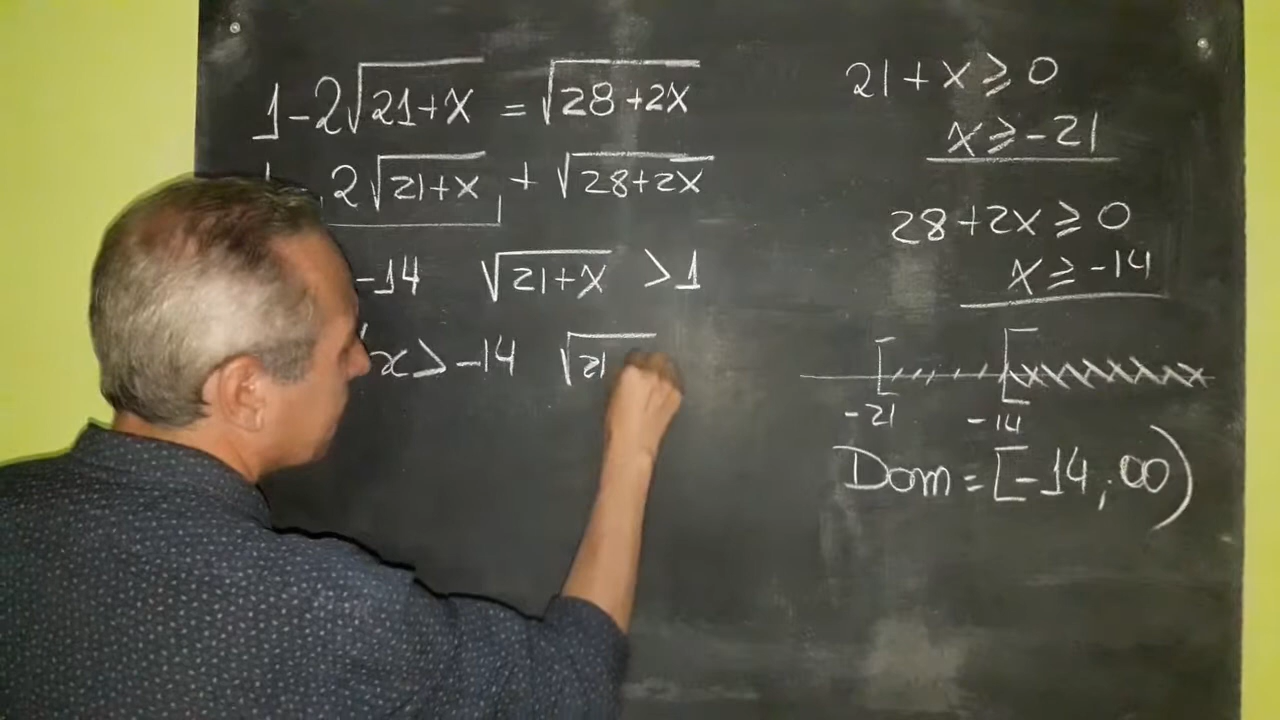 1-2√21+x = √28+2x
2√21+x + √28+2x
-14 √21+x >1
x>-14 √21
21+x≥0
x≥-21
28+2x≥0
x≥-14
-21 -14
Dom=[-14,∞)